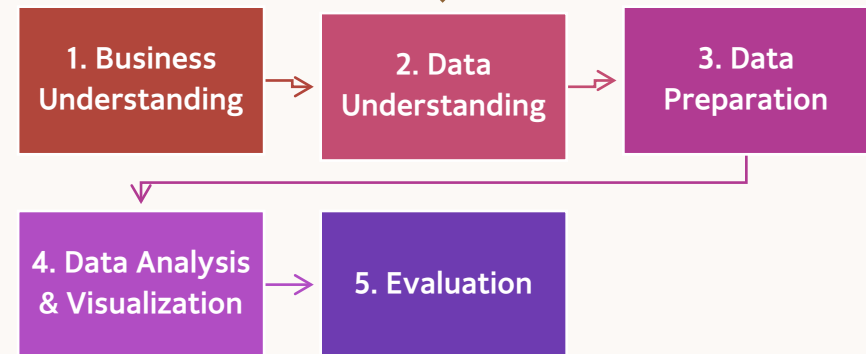 1. Business
Understanding
2. Data
Understanding
3. Data
Preparation
4. Data Analysis
& Visualization
5. Evaluation